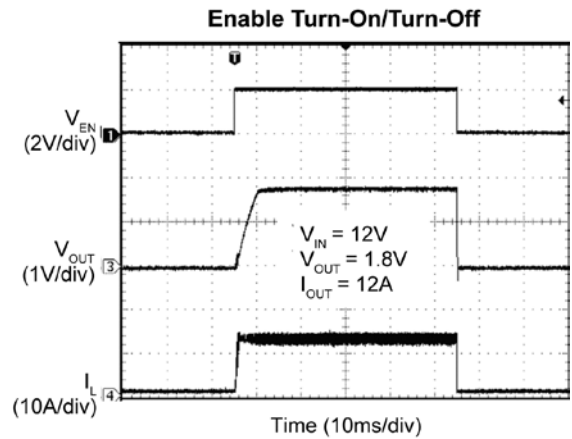 Enable Turn-On/Turn-Off
T
V_EN
(2V/div)
1
V_OUT
(1V/div)
3
V_IN = 12V
V_OUT = 1.8V
I_OUT = 12A
I_L
(10A/div)
4
Time (10ms/div)